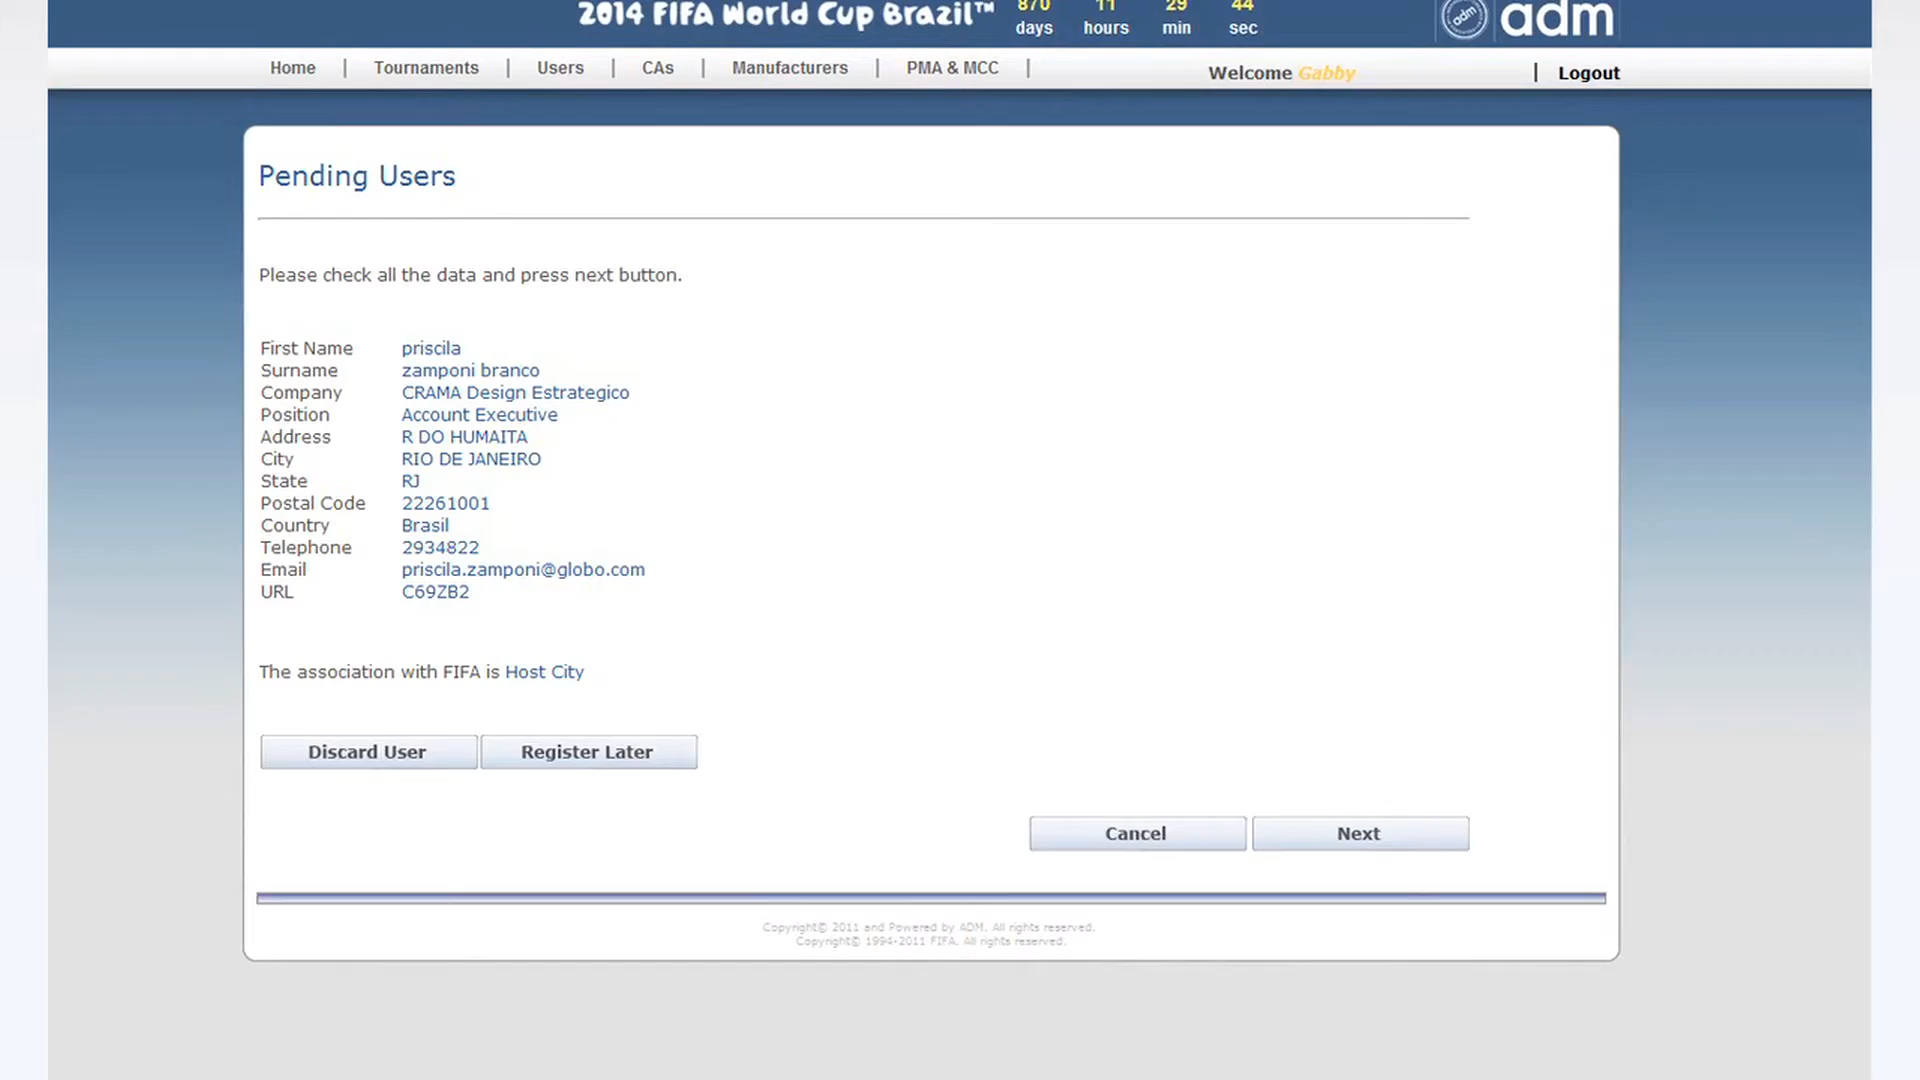 2014 FIFA World Cup Brazil™
870 11 29 44
days hours min sec
adm adm
Home | Tournaments | Users | CAs | Manufacturers | PMA & MCC |
Welcome Gabby | Logout
Pending Users
Please check all the data and press next button.
First Name priscila
Surname zamponi branco
Company CRAMA Design Estrategico
Position Account Executive
Address R DO HUMAITA
City RIO DE JANEIRO
State RJ
Postal Code 22261001
Country Brasil
Telephone 2934822
Email priscila.zamponi@globo.com
URL C69ZB2
The association with FIFA is Host City
Discard User Register Later
Cancel Next
Copyright© 2011 and Powered by ADM. All rights reserved.
Copyright© 1994-2011 FIFA. All rights reserved.